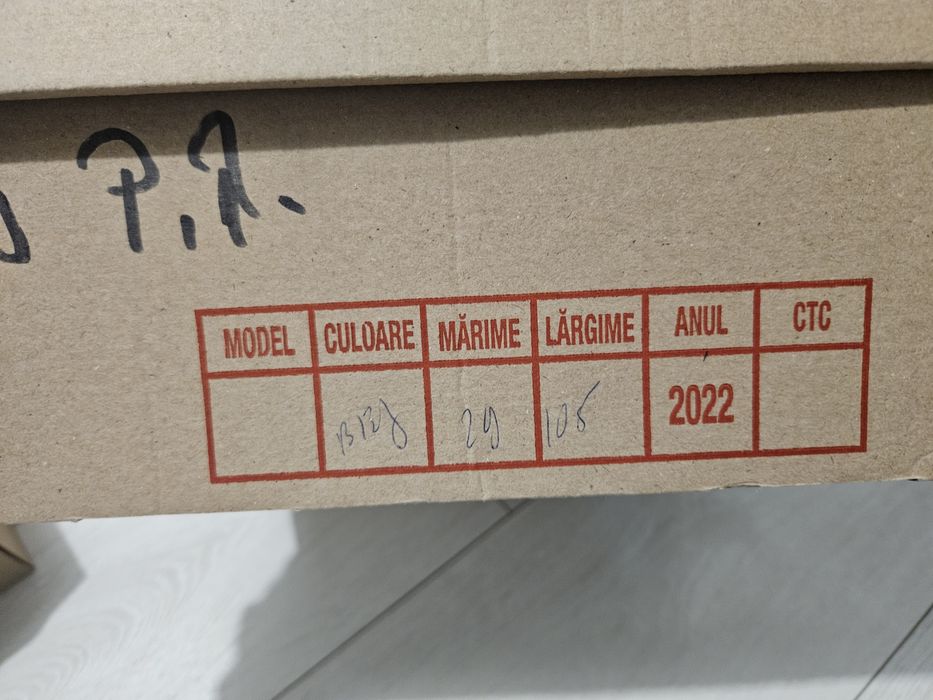 P.A.
MODEL CULOARE MĂRIME LĂRGIME ANUL CTC
29 105 2022